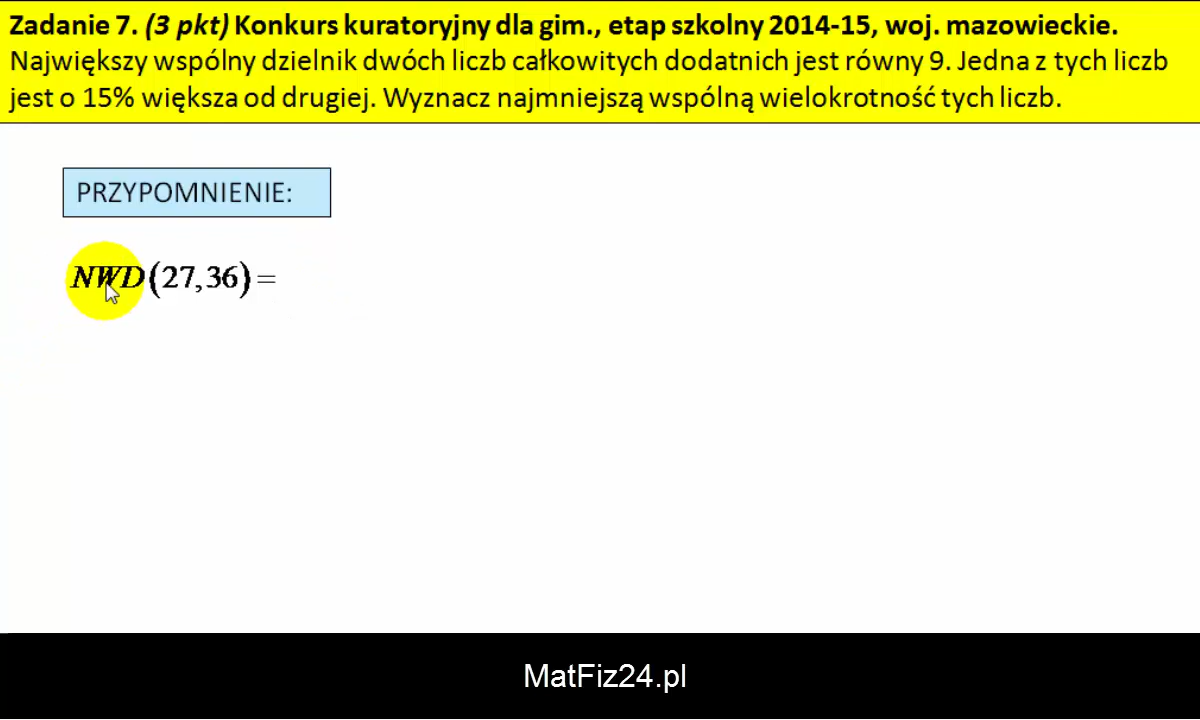 Zadanie 7. (3 pkt) Konkurs kuratoryjny dla gim., etap szkolny 2014-15, woj. mazowieckie.
Największy wspólny dzielnik dwóch liczb całkowitych dodatnich jest równy 9. Jedna z tych liczb
jest o 15% większa od drugiej. Wyznacz najmniejszą wspólną wielokrotność tych liczb.
PRZYPOMNIENIE:
NWD(27,36)=
MatFiz24.pl